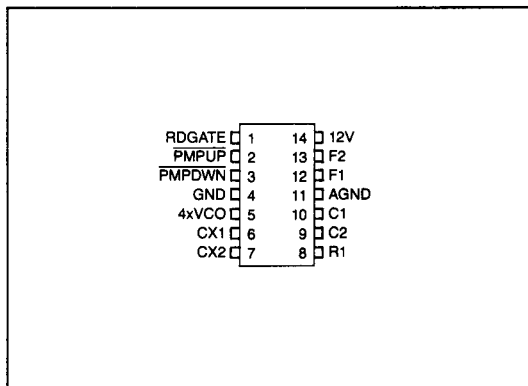 RDGATE 1 14 12V
PMPUP 2 13 F2
PMPDWN 3 12 F1
GND 4 11 AGND
4xVCO 5 10 C1
CX1 6 9 C2
CX2 7 8 R1